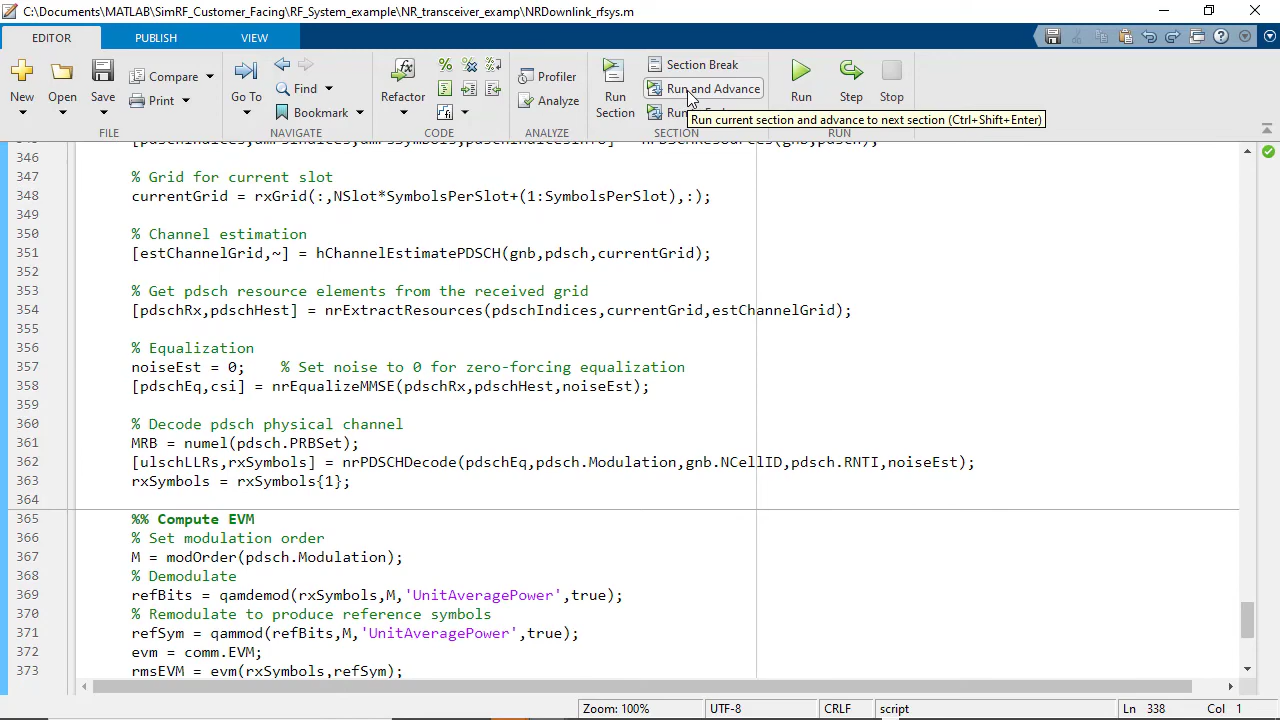 C:\Documents\MATLAB\SimRF_Customer_Facing\RF_System_example\NR_transceiver_examp\NRDownlink_rfsys.m
EDITOR PUBLISH VIEW
New Open Save Compare Print
Go To Find Bookmark
Refactor
Profiler Analyze
Run Section Section Break Run and Advance
Run Step Stop
FILE NAVIGATE CODE ANALYZE SECTION RUN
Run current section and advance to next section (Ctrl+Shift+Enter)
346
347 % Grid for current slot
348 currentGrid = rxGrid(:,NSlot*SymbolsPerSlot+(1:SymbolsPerSlot),:);
349
350 % Channel estimation
351 [estChannelGrid,~] = hChannelEstimatePDSCH(gnb,pdsch,currentGrid);
352
353 % Get pdsch resource elements from the received grid
354 [pdschRx,pdschHest] = nrExtractResources(pdschIndices,currentGrid,estChannelGrid);
355
356 % Equalization
357 noiseEst = 0; % Set noise to 0 for zero-forcing equalization
358 [pdschEq,csi] = nrEqualizeMMSE(pdschRx,pdschHest,noiseEst);
359
360 % Decode pdsch physical channel
361 MRB = numel(pdsch.PRBSet);
362 [ulschLLRs,rxSymbols] = nrPDSCHDecode(pdschEq,pdsch.Modulation,gnb.NCellID,pdsch.RNTI,noiseEst);
363 rxSymbols = rxSymbols{1};
364
365 %% Compute EVM
366 % Set modulation order
367 M = modOrder(pdsch.Modulation);
368 % Demodulate
369 refBits = qamdemod(rxSymbols,M,'UnitAveragePower',true);
370 % Remodulate to produce reference symbols
371 refSym = qammod(refBits,M,'UnitAveragePower',true);
372 evm = comm.EVM;
373 rmsEVM = evm(rxSymbols,refSym);
Zoom: 100% UTF-8 CRLF script Ln 338 Col 1